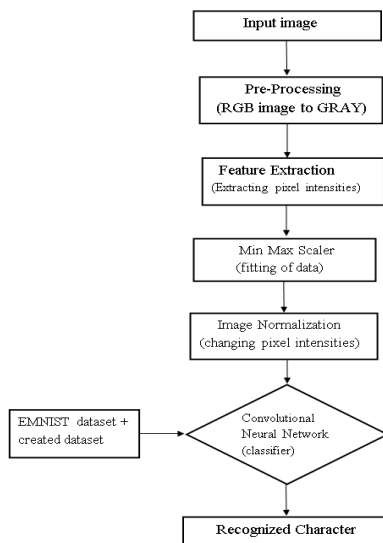 Input image
Pre-Processing
(RGB image to GRAY)
Feature Extraction
(Extracting pixel intensities)
Min Max Scaler
(fitting of data)
Image Normalization
(changing pixel intensities)
EMNIST dataset +
created dataset
Convolutional
Neural Network
(classifier)
Recognized Character